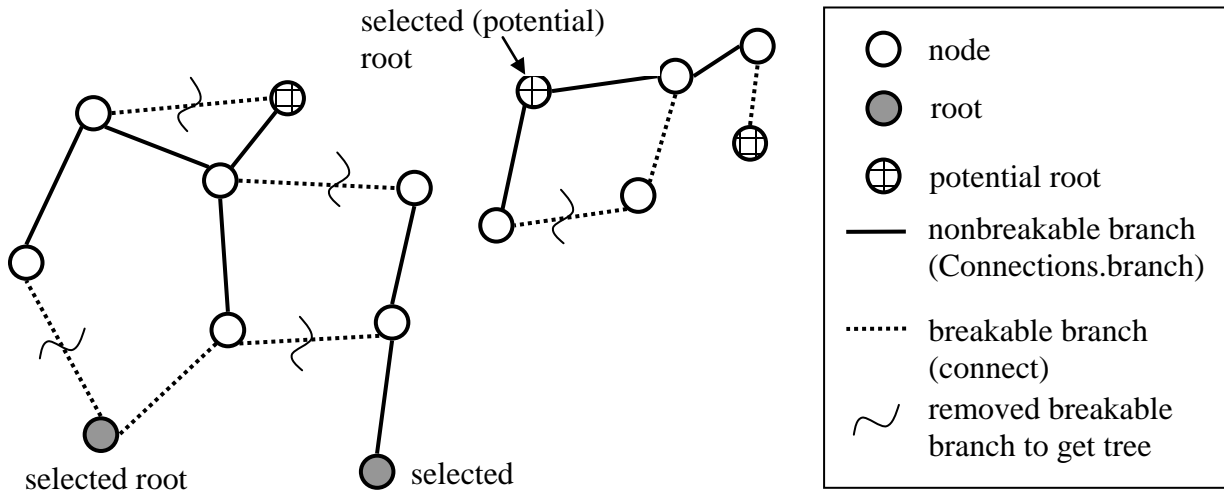 selected (potential)
root
selected root
selected
node
root
potential root
nonbreakable branch
(Connections.branch)
breakable branch
(connect)
removed breakable
branch to get tree